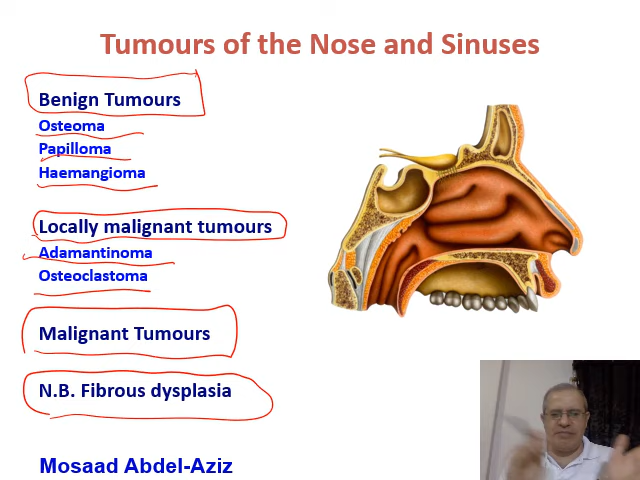 Tumours of the Nose and Sinuses
Benign Tumours
Osteoma
Papilloma
Haemangioma
Locally malignant tumours
Adamantinoma
Osteoclastoma
Malignant Tumours
N.B. Fibrous dysplasia
Mosaad Abdel-Aziz